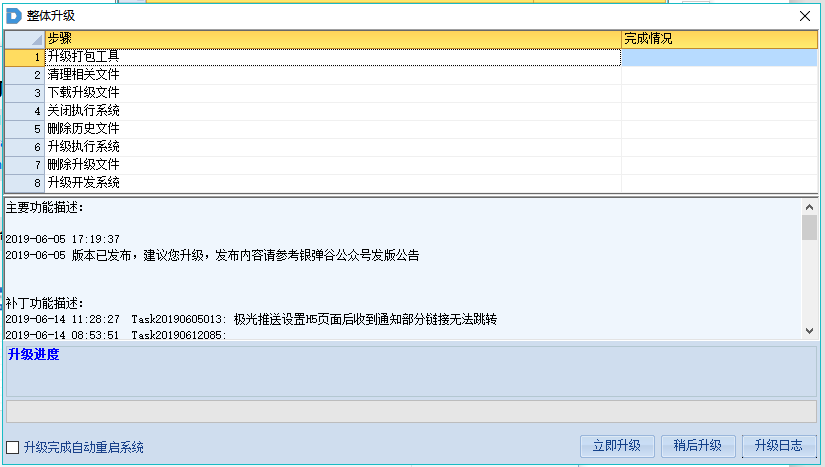 整体升级
步骤 完成情况
1 升级打包工具
2 清理相关文件
3 下载升级文件
4 关闭执行系统
5 删除历史文件
6 升级执行系统
7 删除升级文件
8 升级开发系统
主要功能描述:
2019-06-05 17:19:37
2019-06-05 版本已发布，建议您升级，发布内容请参考银弹谷公众号发版公告
补丁功能描述:
2019-06-14 11:28:27 Task20190605013: 极光推送设置H5页面后收到通知部分链接无法跳转
2019-06-14 08:53:51 Task20190612085:
升级进度
升级完成自动重启系统 立即升级 稍后升级 升级日志